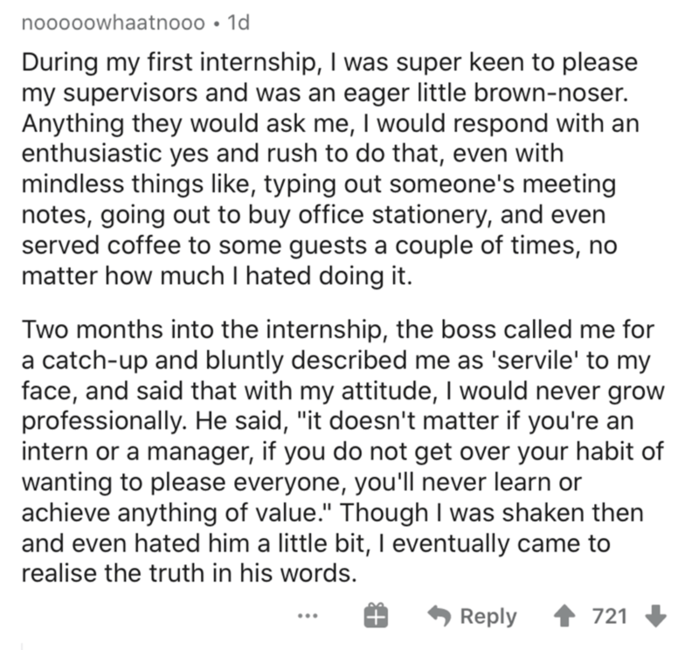 nooooowhaatnooo • 1d
During my first internship, I was super keen to please
my supervisors and was an eager little brown-noser.
Anything they would ask me, I would respond with an
enthusiastic yes and rush to do that, even with
mindless things like, typing out someone's meeting
notes, going out to buy office stationery, and even
served coffee to some guests a couple of times, no
matter how much I hated doing it.
Two months into the internship, the boss called me for
a catch-up and bluntly described me as 'servile' to my
face, and said that with my attitude, I would never grow
professionally. He said, "it doesn't matter if you're an
intern or a manager, if you do not get over your habit of
wanting to please everyone, you'll never learn or
achieve anything of value." Though I was shaken then
and even hated him a little bit, I eventually came to
realise the truth in his words.
Reply 721